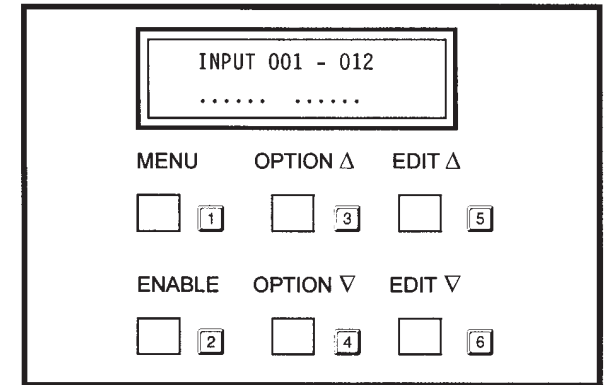 INPUT 001 - 012
...... ......
MENU OPTION Δ EDIT Δ
1 3 5
ENABLE OPTION ∇ EDIT ∇
2 4 6